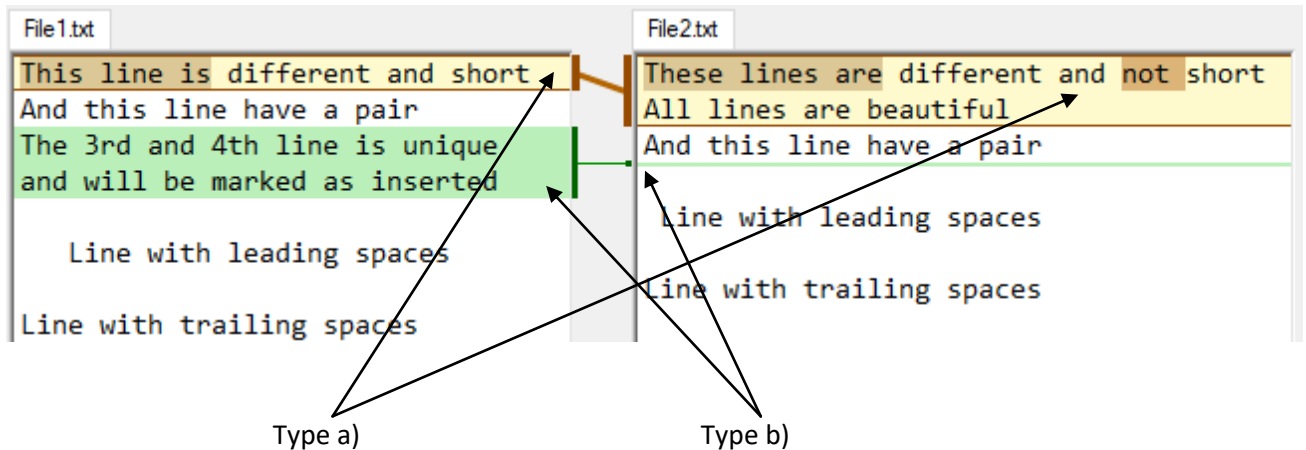 File1.txt
This line is different and short
And this line have a pair
The 3rd and 4th line is unique
and will be marked as inserted
Line with leading spaces
Line with trailing spaces
File2.txt
These lines are different and not short
All lines are beautiful
And this line have a pair
Line with leading spaces
Line with trailing spaces
Type a)
Type b)